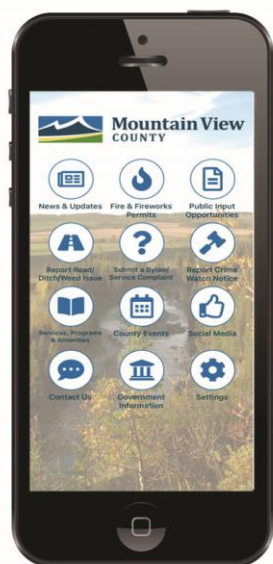 Mountain View
COUNTY
News & Updates
Fire & Fireworks
Permits
Public Input
Opportunities
Report Road/
Ditch/Weed Issue
Submit a Bylaw/
Service Complaint
Report Crime
Watch Notice
Services, Programs
& Amenities
County Events
Social Media
Contact Us
Government
Information
Settings